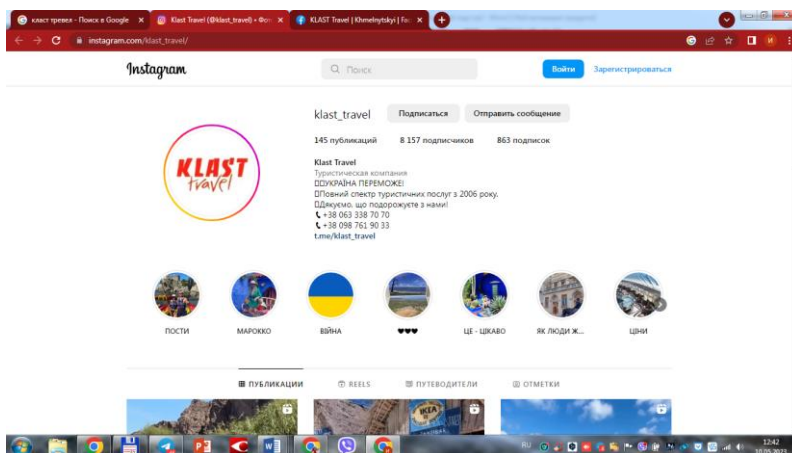 класт тревел - Поиск в Google
Klast Travel (@klast_travel) • Фо
KLAST Travel | Khmelnytskyi | Fac
instagram.com/klast_travel/
Instagram
Поиск
Войти
Зарегистрироваться
klast_travel
Подписаться
Отправить сообщение
145 публикаций
8 157 подписчиков
863 подписок
KLAST
travel
Klast Travel
Туристическая компания
УКРАЇНА ПЕРЕМОЖЕ!
Повний спектр туристичних послуг з 2006 року.
Дякуємо, що подорожуєте з нами!
+38 063 338 70 70
+38 098 761 90 33
t.me/klast_travel
ПОСТИ
МАРОККО
ВІЙНА
♥♥♥
ЦЕ - ЦІКАВО
ЯК ЛЮДИ Ж...
ЦІНИ
ПУБЛИКАЦИИ
REELS
ПУТЕВОДИТЕЛИ
ОТМЕТКИ
IKEA
RU
12:42
10.05.2023